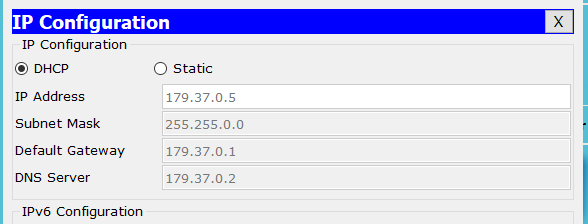 IP Configuration X
IP Configuration
DHCP Static
IP Address 179.37.0.5
Subnet Mask 255.255.0.0
Default Gateway 179.37.0.1
DNS Server 179.37.0.2
IPv6 Configuration